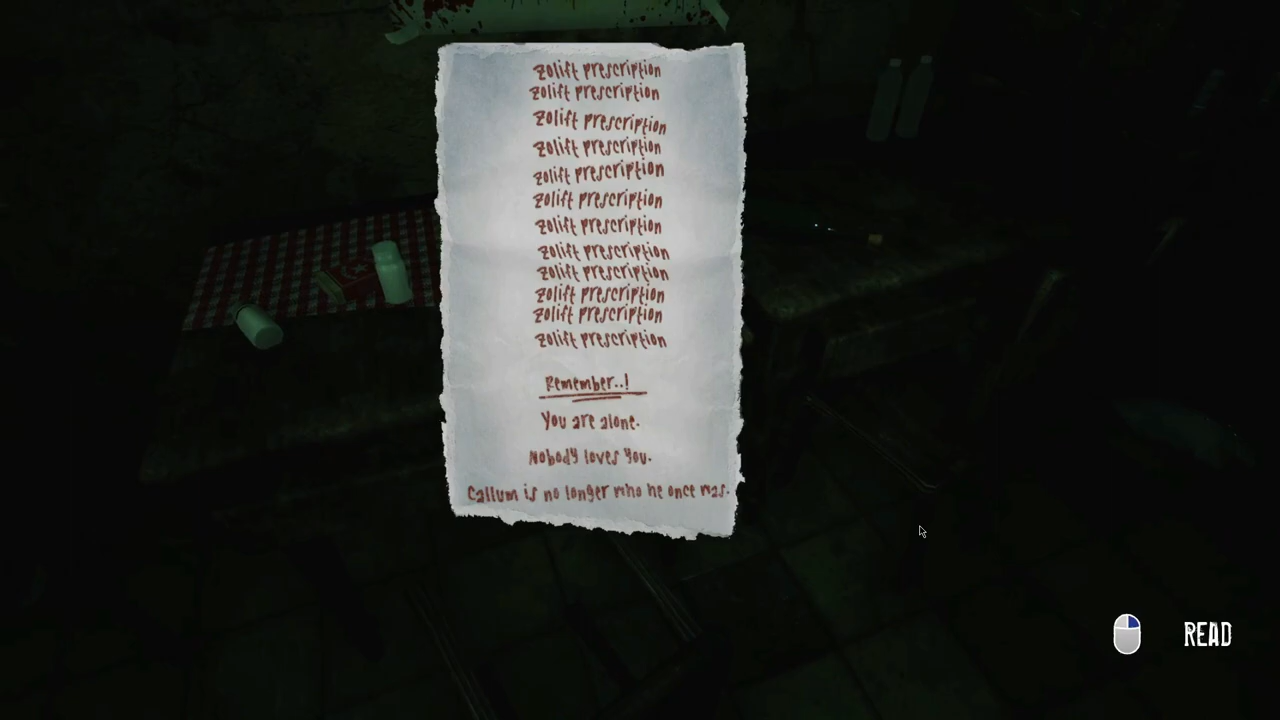 Zolift prescription
Zolift prescription
Zolift prescription
Zolift prescription
Zolift prescription
Zolift prescription
Zolift prescription
Zolift prescription
Zolift prescription
Zolift prescription
Zolift prescription
Zolift prescription
Remember..!
You are alone.
Nobody loves you.
Callum is no longer who he once was.
READ